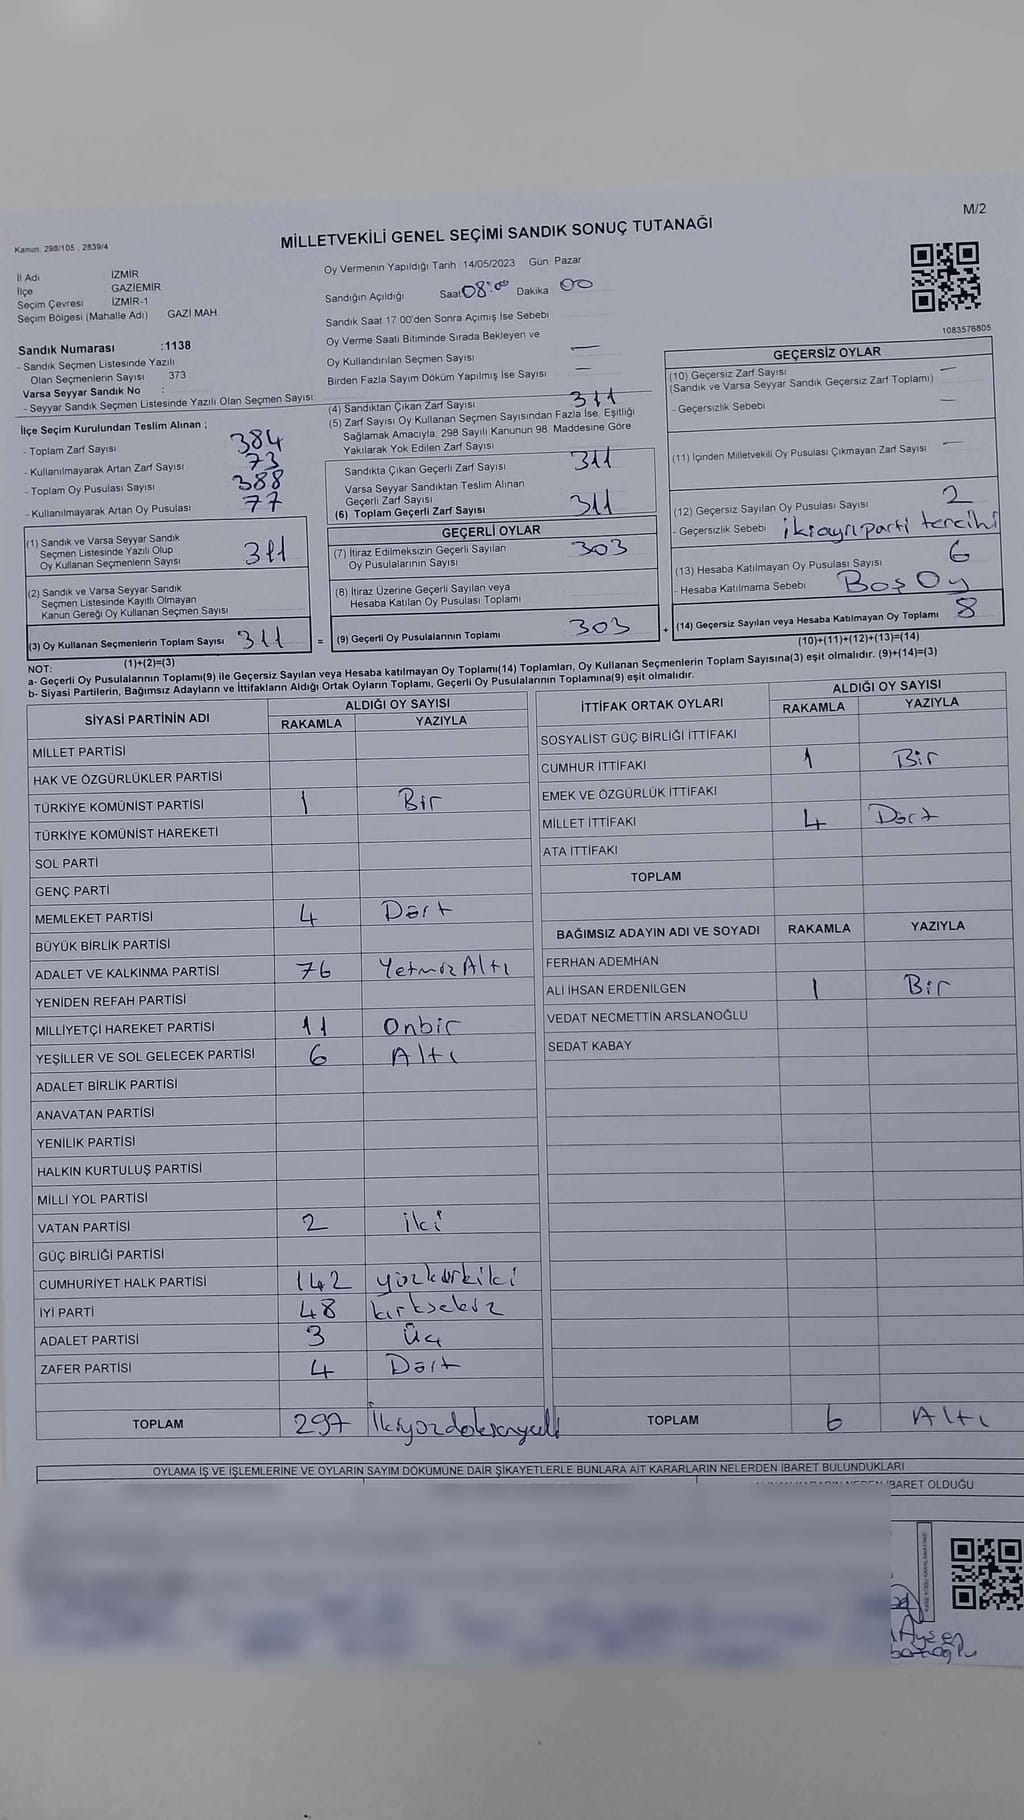 M/2
Kanun: 298/105 , 2839/4
MİLLETVEKİLİ GENEL SEÇİMİ SANDIK SONUÇ TUTANAĞI
İl Adı İZMİR
İlçe GAZİEMİR
Seçim Çevresi İZMİR-1
Seçim Bölgesi (Mahalle Adı) GAZİ MAH.
Oy Vermenin Yapıldığı Tarih 14/05/2023 Gün Pazar
Sandığın Açıldığı Saat 08:00 Dakika 00
Sandık Saat 17:00'den Sonra Açımış İse Sebebi
Oy Verme Saati Bitiminde Sırada Bekleyen ve
Oy Kullandırılan Seçmen Sayısı —
Birden Fazla Sayım Döküm Yapılmış İse Sayısı —
1083576805
Sandık Numarası :1138
- Sandık Seçmen Listesinde Yazılı
Olan Seçmenlerin Sayısı 373
Varsa Seyyar Sandık No :
- Seyyar Sandık Seçmen Listesinde Yazılı Olan Seçmen Sayısı:
İlçe Seçim Kurulundan Teslim Alınan ;
- Toplam Zarf Sayısı 384
- Kullanılmayarak Artan Zarf Sayısı 73
- Toplam Oy Pusulası Sayısı 388
- Kullanılmayarak Artan Oy Pusulası 77
(1) Sandık ve Varsa Seyyar Sandık
Seçmen Listesinde Yazılı Olup
Oy Kullanan Seçmenlerin Sayısı 311
(2) Sandık ve Varsa Seyyar Sandık
Seçmen Listesinde Kayıtlı Olmayan
Kanun Gereği Oy Kullanan Seçmen Sayısı
(3) Oy Kullanan Seçmenlerin Toplam Sayısı 311 =
(1)+(2)=(3)
(4) Sandıktan Çıkan Zarf Sayısı 311
(5) Zarf Sayısı Oy Kullanan Seçmen Sayısından Fazla İse, Eşitliği
Sağlamak Amacıyla, 298 Sayılı Kanunun 98. Maddesine Göre
Yakılarak Yok Edilen Zarf Sayısı
Sandıkta Çıkan Geçerli Zarf Sayısı 311
Varsa Seyyar Sandıktan Teslim Alınan
Geçerli Zarf Sayısı
(6) Toplam Geçerli Zarf Sayısı 311
GEÇERLİ OYLAR
(7) İtiraz Edilmeksizin Geçerli Sayılan
Oy Pusulalarının Sayısı 303
(8) İtiraz Üzerine Geçerli Sayılan veya
Hesaba Katılan Oy Pusulası Toplamı
(9) Geçerli Oy Pusulalarının Toplamı 303 +
GEÇERSİZ OYLAR
(10) Geçersiz Zarf Sayısı —
(Sandık ve Varsa Seyyar Sandık Geçersiz Zarf Toplamı)
- Geçersizlik Sebebi —
(11) İçinden Milletvekili Oy Pusulası Çıkmayan Zarf Sayısı —
(12) Geçersiz Sayılan Oy Pusulası Sayısı 2
- Geçersizlik Sebebi iki ayrı parti tercihi
(13) Hesaba Katılmayan Oy Pusulası Sayısı 6
- Hesaba Katılmama Sebebi Boş Oy
(14) Geçersiz Sayılan veya Hesaba Katılmayan Oy Toplamı 8
(10)+(11)+(12)+(13)=(14)
NOT:
a- Geçerli Oy Pusulalarının Toplamı(9) ile Geçersiz Sayılan veya Hesaba katılmayan Oy Toplamı(14) Toplamları, Oy Kullanan Seçmenlerin Toplam Sayısına(3) eşit olmalıdır. (9)+(14)=(3)
b- Siyasi Partilerin, Bağımsız Adayların ve İttifakların Aldığı Ortak Oyların Toplamı, Geçerli Oy Pusulalarının Toplamına(9) eşit olmalıdır.
SİYASİ PARTİNİN ADI ALDIĞI OY SAYISI
RAKAMLA YAZIYLA
MİLLET PARTİSİ
HAK VE ÖZGÜRLÜKLER PARTİSİ
TÜRKİYE KOMÜNİST PARTİSİ 1 Bir
TÜRKİYE KOMÜNİST HAREKETİ
SOL PARTİ
GENÇ PARTİ
MEMLEKET PARTİSİ 4 Dört
BÜYÜK BİRLİK PARTİSİ
ADALET VE KALKINMA PARTİSİ 76 Yetmiz Altı
YENİDEN REFAH PARTİSİ
MİLLİYETÇİ HAREKET PARTİSİ 11 Onbir
YEŞİLLER VE SOL GELECEK PARTİSİ 6 Altı
ADALET BİRLİK PARTİSİ
ANAVATAN PARTİSİ
YENİLİK PARTİSİ
HALKIN KURTULUŞ PARTİSİ
MİLLİ YOL PARTİSİ
VATAN PARTİSİ 2 iki
GÜÇ BİRLİĞİ PARTİSİ
CUMHURİYET HALK PARTİSİ 142 yüzkırkiki
İYİ PARTİ 48 kırksekiz
ADALET PARTİSİ 3 Üç
ZAFER PARTİSİ 4 Dört
TOPLAM 297 İkiyüzdoksanyedi
İTTİFAK ORTAK OYLARI ALDIĞI OY SAYISI
RAKAMLA YAZIYLA
SOSYALİST GÜÇ BİRLİĞİ İTTİFAKI
CUMHUR İTTİFAKI 1 Bir
EMEK VE ÖZGÜRLÜK İTTİFAKI
MİLLET İTTİFAKI 4 Dört
ATA İTTİFAKI
TOPLAM
BAĞIMSIZ ADAYIN ADI VE SOYADI RAKAMLA YAZIYLA
FERHAN ADEMHAN
ALİ İHSAN ERDENİLGEN 1 Bir
VEDAT NECMETTİN ARSLANOĞLU
SEDAT KABAY
TOPLAM 6 Altı
OYLAMA İŞ VE İŞLEMLERİNE VE OYLARIN SAYIM DÖKÜMÜNE DAİR ŞİKAYETLERLE BUNLARA AİT KARARLARIN NELERDEN İBARET BULUNDUKLARI
İBARET OLDUĞU
Ayşen